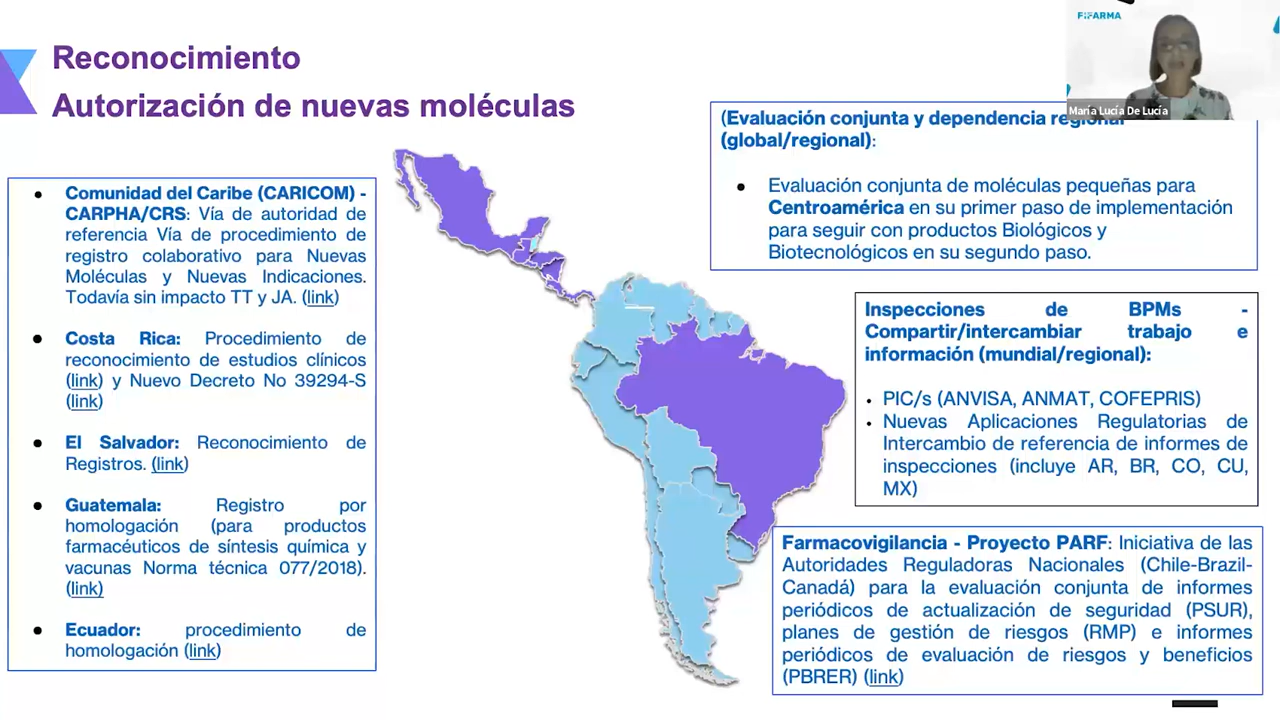 Reconocimiento
Autorización de nuevas moléculas
FIFARMA
María Lucía De Lucía
Comunidad del Caribe (CARICOM) -
CARPHA/CRS: Vía de autoridad de
referencia Vía de procedimiento de
registro colaborativo para Nuevas
Moléculas y Nuevas Indicaciones.
Todavía sin impacto TT y JA. (link)
Costa Rica: Procedimiento de
reconocimiento de estudios clínicos
(link) y Nuevo Decreto No 39294-S
(link)
El Salvador: Reconocimiento de
Registros. (link)
Guatemala: Registro por
homologación (para productos
farmacéuticos de síntesis química y
vacunas Norma técnica 077/2018).
(link)
Ecuador: procedimiento de
homologación (link)
(Evaluación conjunta y dependencia regional
(global/regional):
Evaluación conjunta de moléculas pequeñas para
Centroamérica en su primer paso de implementación
para seguir con productos Biológicos y
Biotecnológicos en su segundo paso.
Inspecciones de BPMs -
Compartir/intercambiar trabajo e
información (mundial/regional):
PIC/s (ANVISA, ANMAT, COFEPRIS)
Nuevas Aplicaciones Regulatorias de
Intercambio de referencia de informes de
inspecciones (incluye AR, BR, CO, CU,
MX)
Farmacovigilancia - Proyecto PARF: Iniciativa de las
Autoridades Reguladoras Nacionales (Chile-Brazil-
Canadá) para la evaluación conjunta de informes
periódicos de actualización de seguridad (PSUR),
planes de gestión de riesgos (RMP) e informes
periódicos de evaluación de riesgos y beneficios
(PBRER) (link)